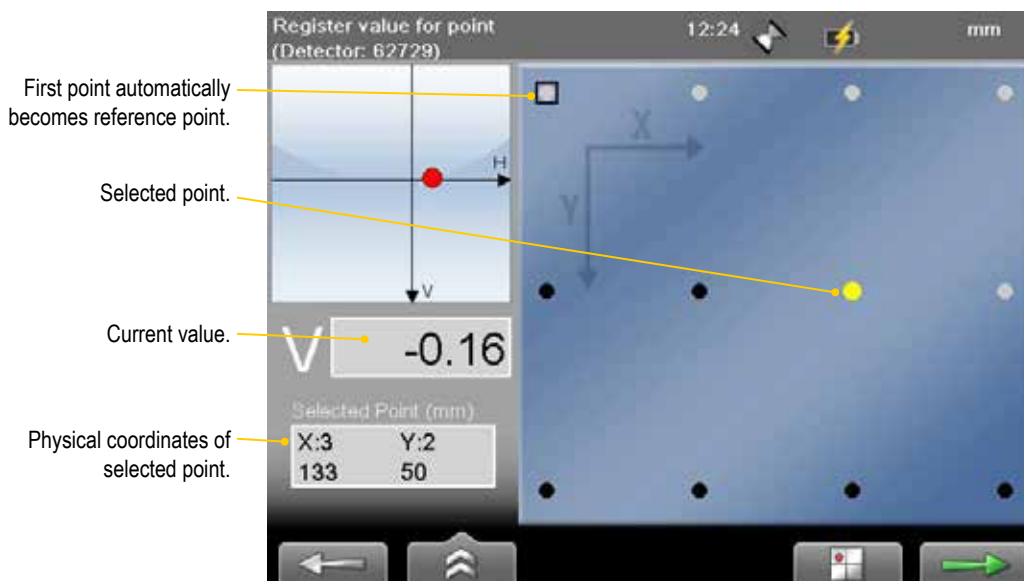 Register value for point
(Detector: 62729)
12:24
mm
First point automatically
becomes reference point.
X
H
Selected point.
Y
V
Current value.
V
-0.16
Selected Point (mm)
Physical coordinates of
selected point.
X:3 Y:2
133 50